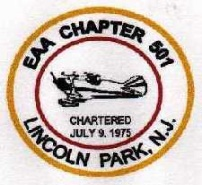 EAA CHAPTER 501
CHARTERED
JULY 9, 1975
LINCOLN PARK, N.J.